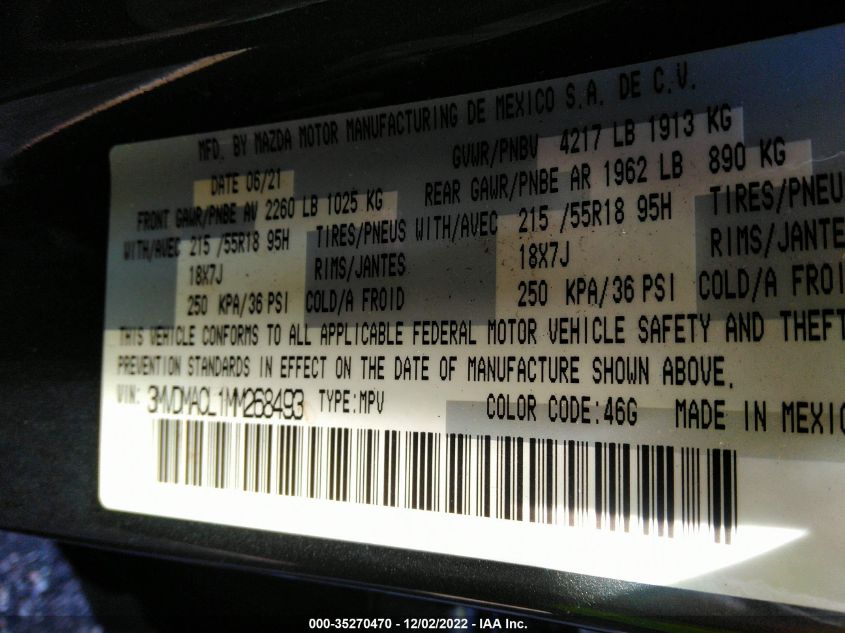 MFD. BY MAZDA MOTOR MANUFACTURING DE MEXICO S.A. DE C.V.
DATE 06/21 GVWR/PNBV 4217 LB 1913 KG
FRONT GAWR/PNBE AV 2260 LB 1025 KG REAR GAWR/PNBE AR 1962 LB 890 KG
WITH/AVEC 215 /55R18 95H TIRES/PNEUS WITH/AVEC 215 /55R18 95H TIRES/PNEU
18X7J RIMS/JANTES 18X7J RIMS/JANTE
250 KPA/36 PSI COLD/A FROID 250 KPA/36 PSI COLD/A FROI
THIS VEHICLE CONFORMS TO ALL APPLICABLE FEDERAL MOTOR VEHICLE SAFETY AND THEFT
PREVENTION STANDARDS IN EFFECT ON THE DATE OF MANUFACTURE SHOWN ABOVE.
VIN: 3MVDMACL1MM268493 TYPE:MPV COLOR CODE:46G MADE IN MEXIC
000-35270470 - 12/02/2022 - IAA Inc.